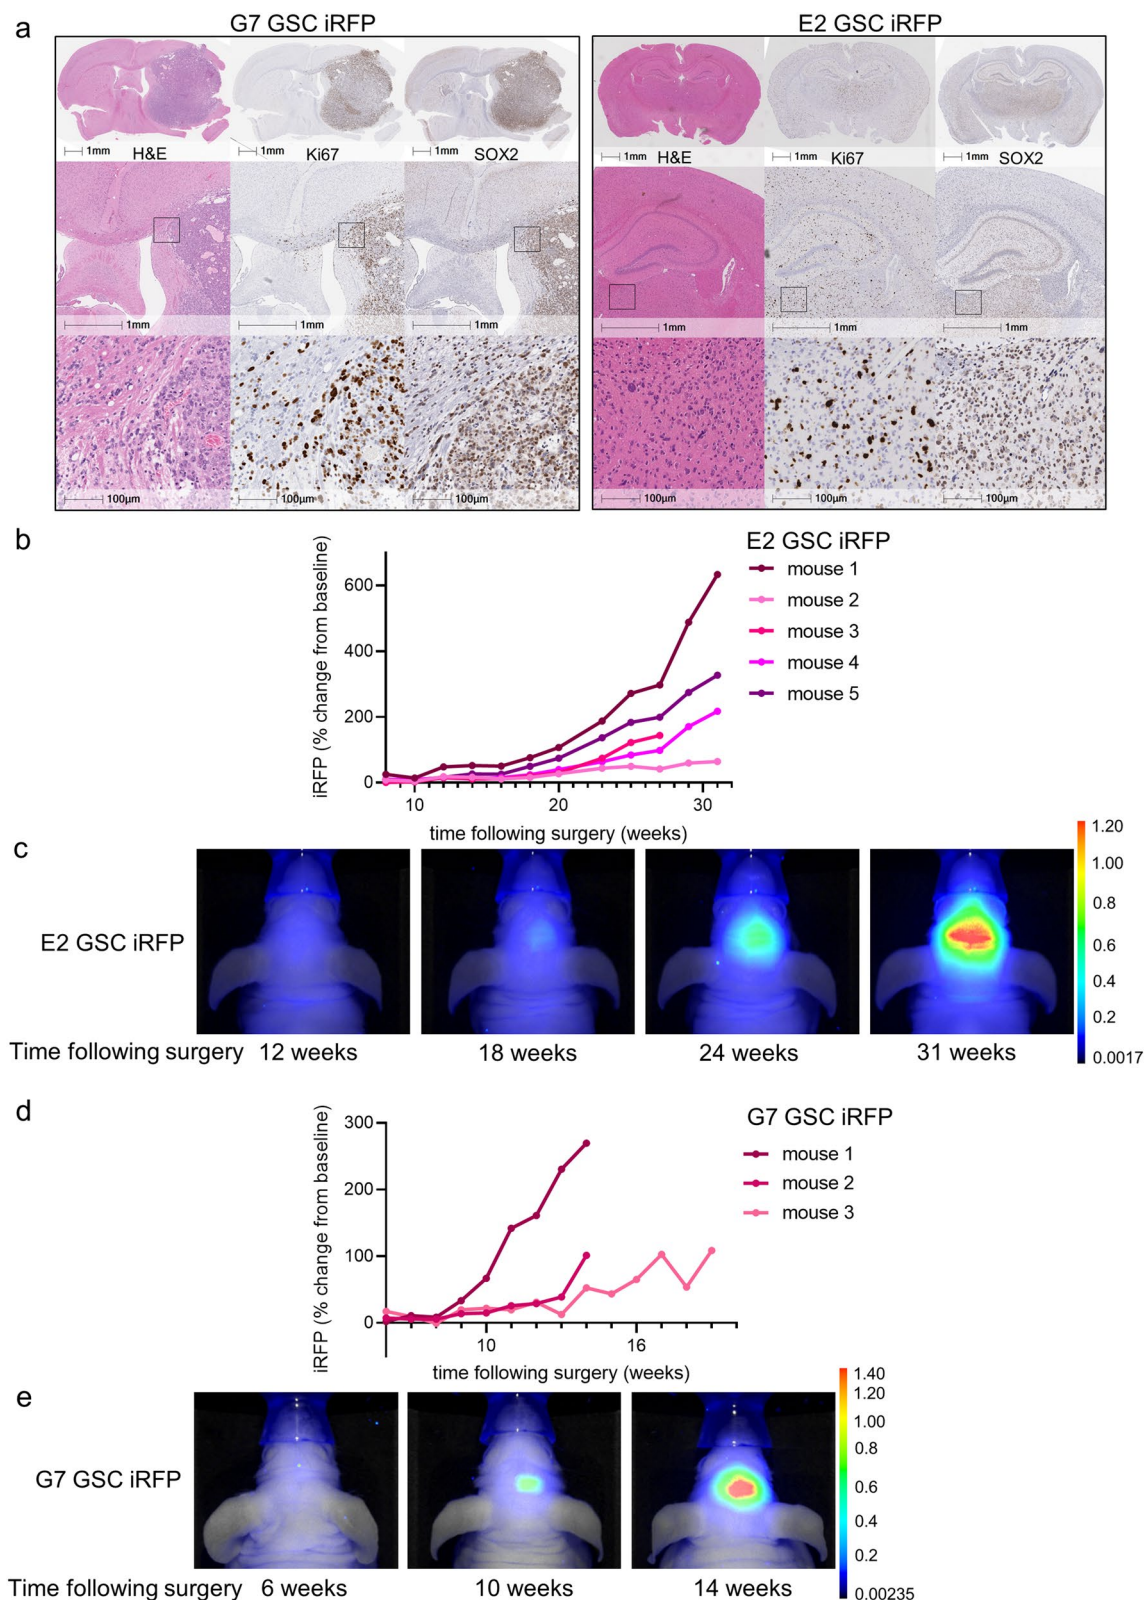 a
G7 GSC iRFP
E2 GSC iRFP
1mm
1mm
1mm
1mm
1mm
1mm
H&E
Ki67
SOX2
H&E
Ki67
SOX2
1mm
1mm
1mm
1mm
1mm
1mm
100µm
100µm
100µm
100µm
100µm
100µm
b
E2 GSC iRFP
mouse 1
mouse 2
mouse 3
mouse 4
mouse 5
iRFP (% change from baseline)
600
400
200
0
10
20
30
time following surgery (weeks)
c
E2 GSC iRFP
1.20
1.00
0.8
0.6
0.4
0.2
0.0017
Time following surgery 12 weeks 18 weeks 24 weeks 31 weeks
d
G7 GSC iRFP
mouse 1
mouse 2
mouse 3
iRFP (% change from baseline)
300
200
100
0
10
16
time following surgery (weeks)
e
G7 GSC iRFP
1.40
1.20
1.00
0.8
0.6
0.4
0.2
0.00235
Time following surgery 6 weeks 10 weeks 14 weeks